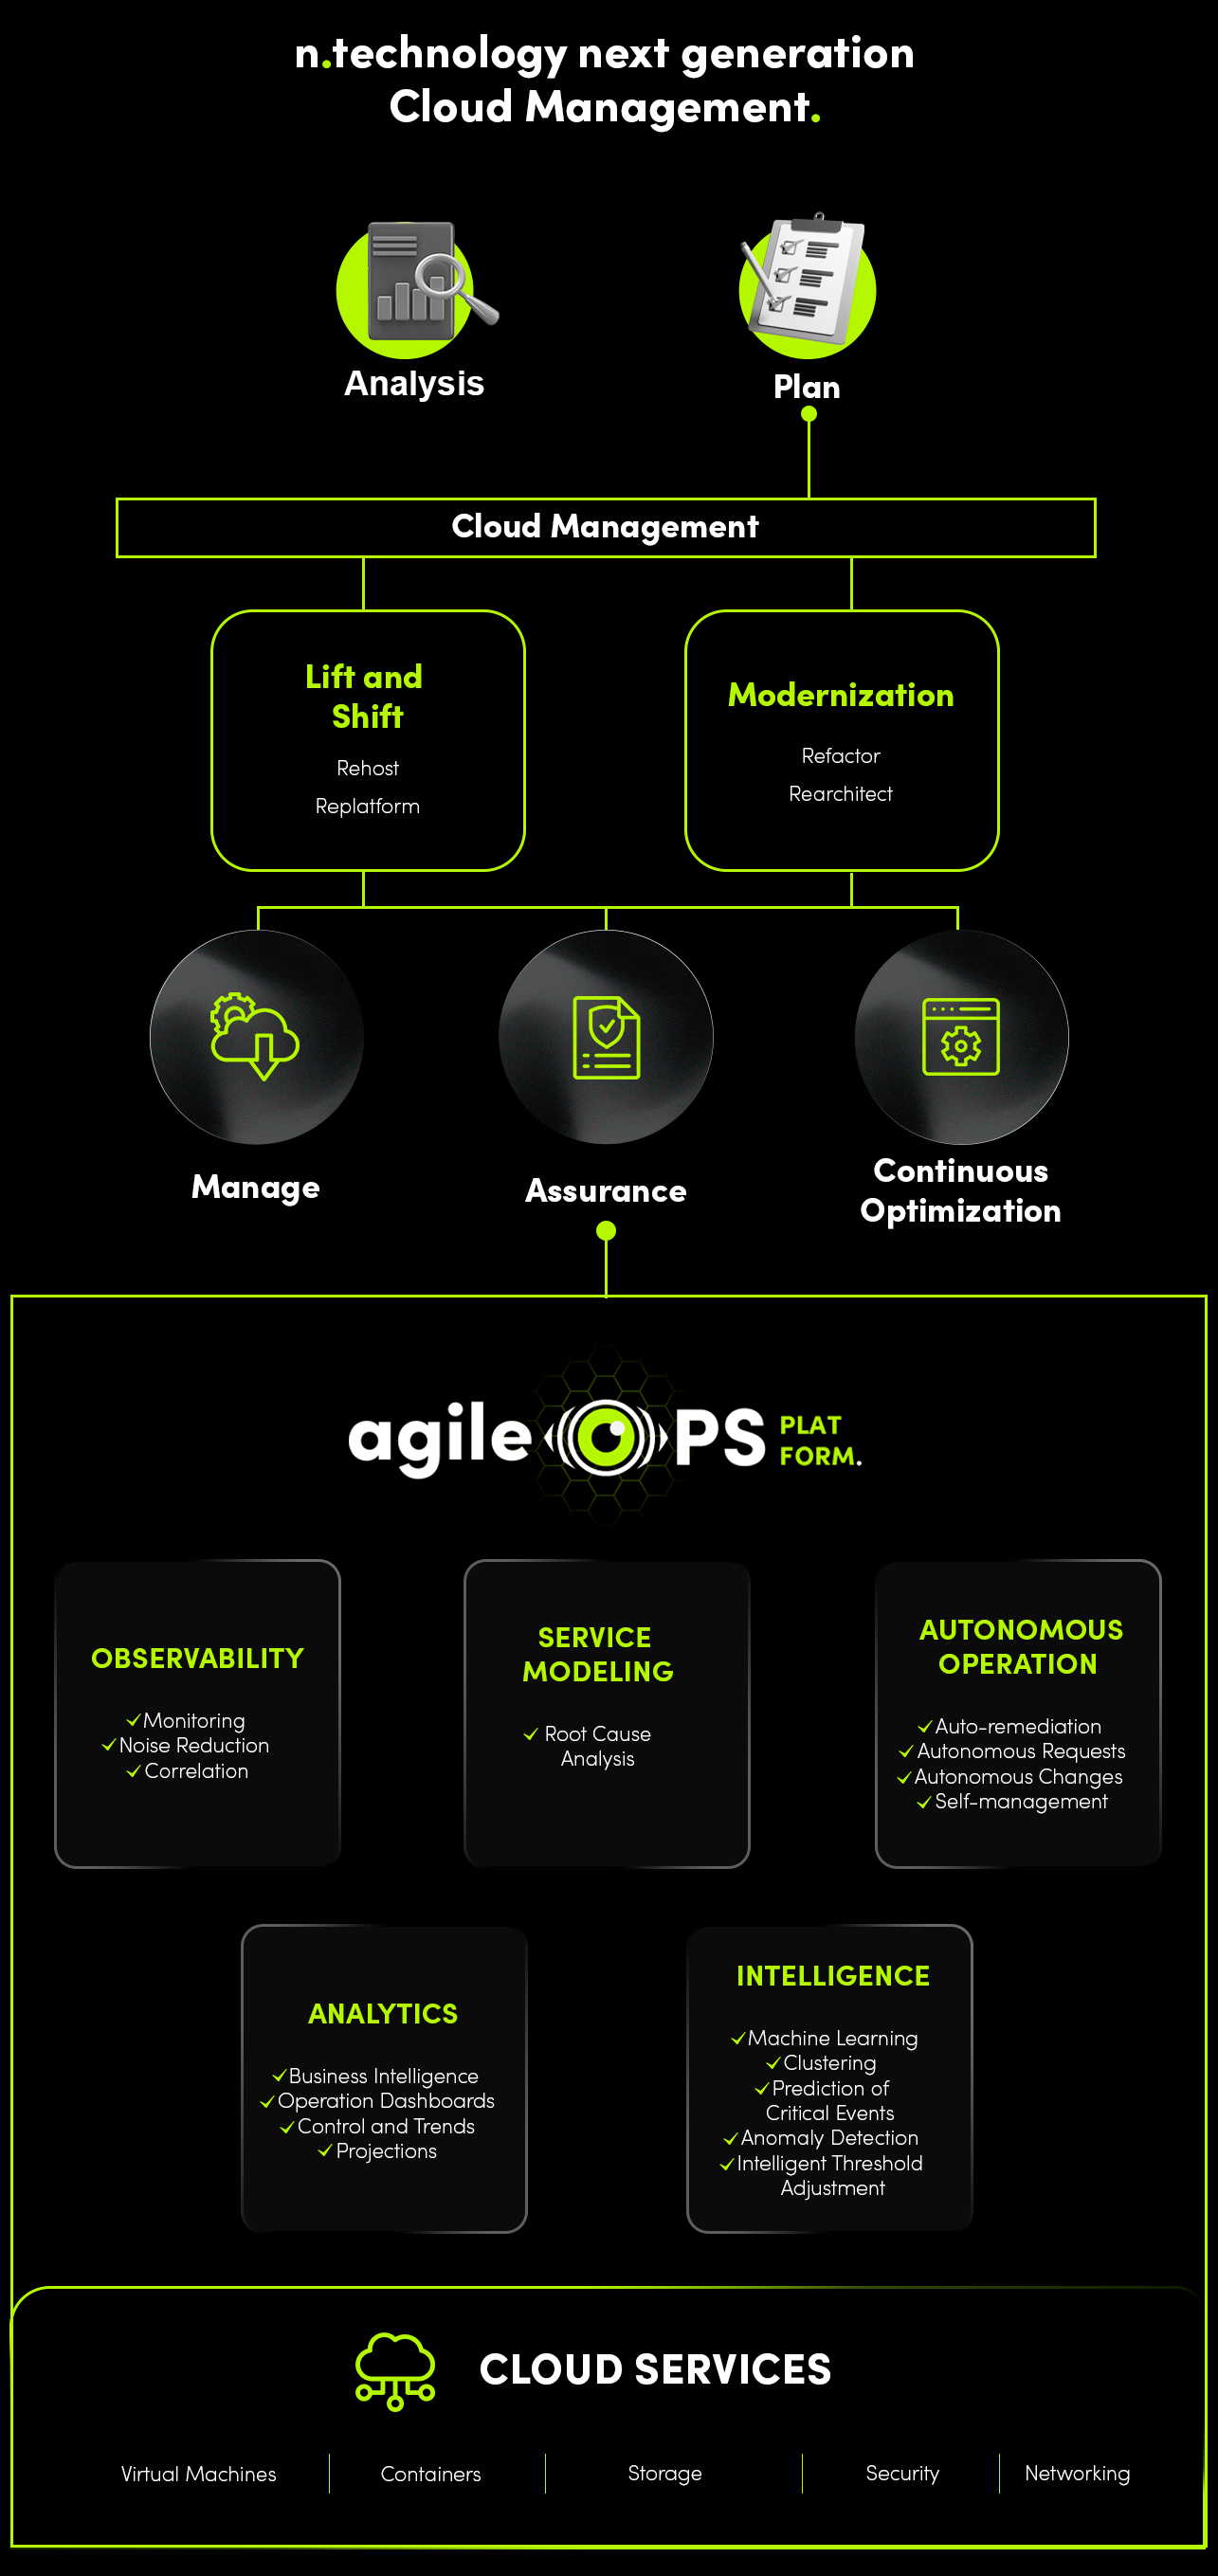 n.technology next generation
Cloud Management.
Analysis
Plan
Cloud Management
Lift and
Shift
Rehost
Replatform
Modernization
Refactor
Rearchitect
Manage
Assurance
Continuous
Optimization
agile OPS PLAT
FORM.
OBSERVABILITY
Monitoring
Noise Reduction
Correlation
SERVICE
MODELING
Root Cause
Analysis
AUTONOMOUS
OPERATION
Auto-remediation
Autonomous Requests
Autonomous Changes
Self-management
ANALYTICS
Business Intelligence
Operation Dashboards
Control and Trends
Projections
INTELLIGENCE
Machine Learning
Clustering
Prediction of
Critical Events
Anomaly Detection
Intelligent Threshold
Adjustment
CLOUD SERVICES
Virtual Machines
Containers
Storage
Security
Networking